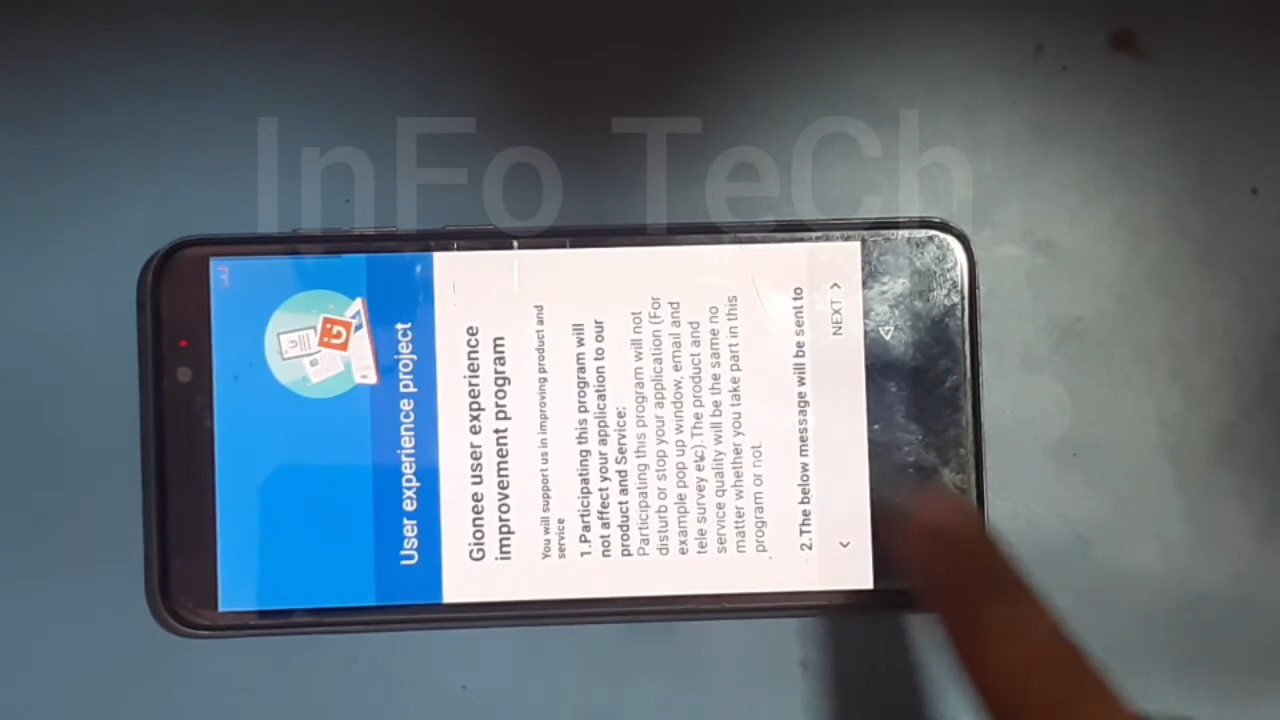 InFo TeCh
User experience project
Gionee user experience
improvement program
You will support us in improving product and
service
1.Participating this program will
not affect your application to our
product and Service:
Participating this program will not
disturb or stop your application (For
example pop up window, email and
tele survey etc).The product and
service quality will be the same no
matter whether you take part in this
program or not.
2.The below message will be sent to
NEXT